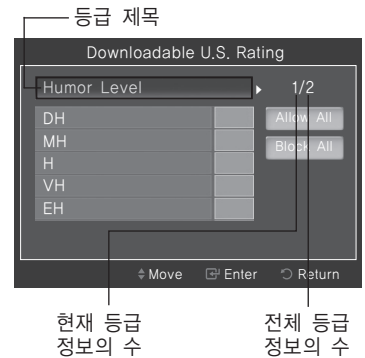 등급 제목
Downloadable U.S. Rating
Humor Level
1/2
DH
Allow All
MH
Block All
H
VH
EH
Move Enter Return
현재 등급
정보의 수
전체 등급
정보의 수